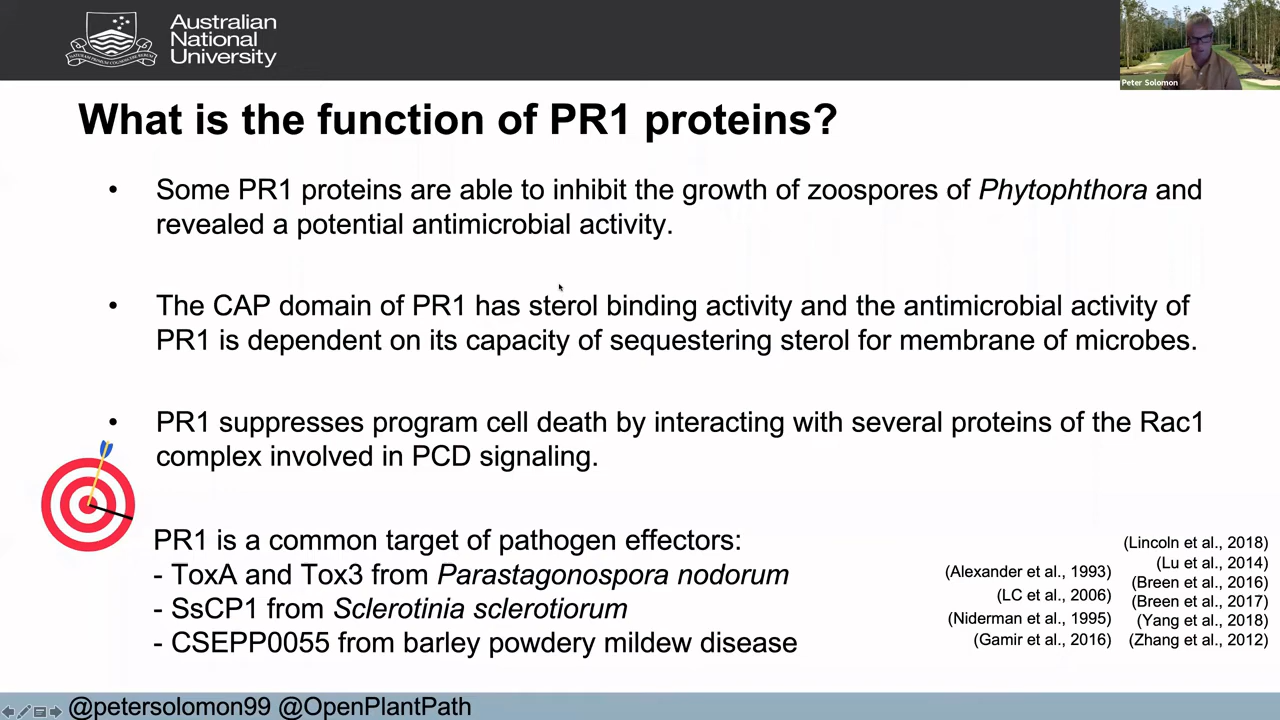 Australian
National
University
Peter Solomon
What is the function of PR1 proteins?
• Some PR1 proteins are able to inhibit the growth of zoospores of Phytophthora and
revealed a potential antimicrobial activity.
• The CAP domain of PR1 has sterol binding activity and the antimicrobial activity of
PR1 is dependent on its capacity of sequestering sterol for membrane of microbes.
• PR1 suppresses program cell death by interacting with several proteins of the Rac1
complex involved in PCD signaling.
PR1 is a common target of pathogen effectors:
- ToxA and Tox3 from Parastagonospora nodorum
- SsCP1 from Sclerotinia sclerotiorum
- CSEPP0055 from barley powdery mildew disease
(Alexander et al., 1993)
(LC et al., 2006)
(Niderman et al., 1995)
(Gamir et al., 2016)
(Lincoln et al., 2018)
(Lu et al., 2014)
(Breen et al., 2016)
(Breen et al., 2017)
(Yang et al., 2018)
(Zhang et al., 2012)
@petersolomon99 @OpenPlantPath